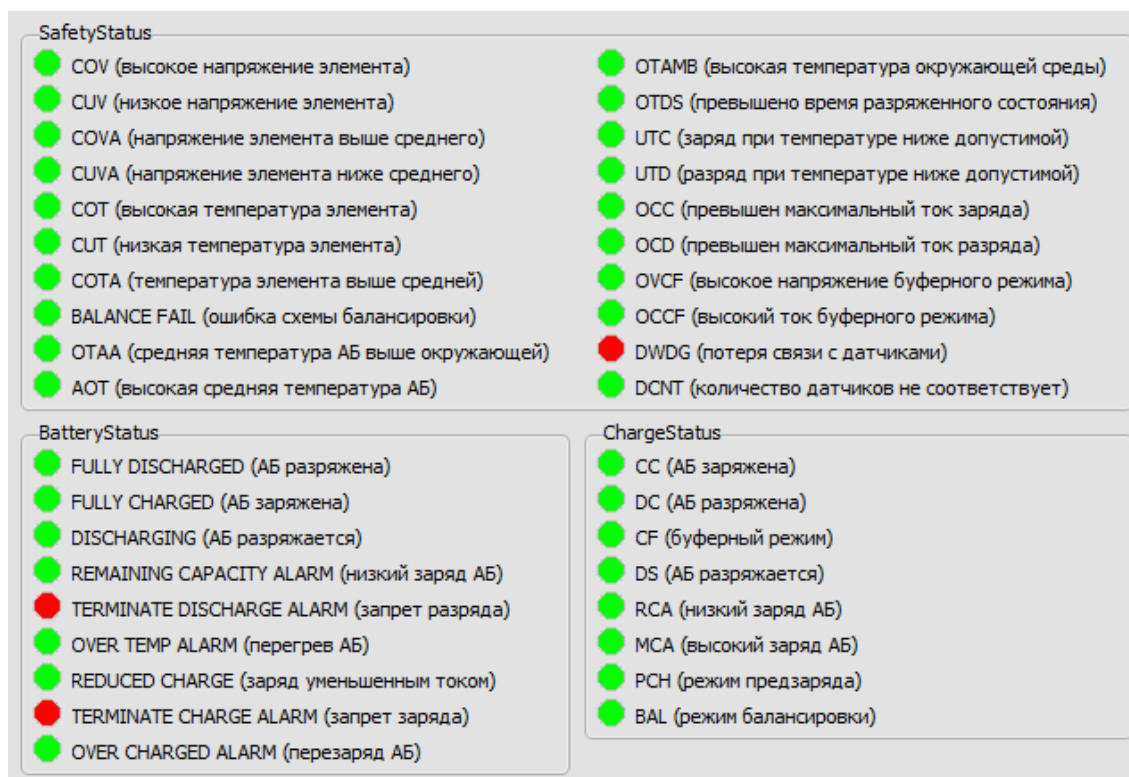 SafetyStatus
COV (высокое напряжение элемента)
CUV (низкое напряжение элемента)
COVA (напряжение элемента выше среднего)
CUVA (напряжение элемента ниже среднего)
COT (высокая температура элемента)
CUT (низкая температура элемента)
COTA (температура элемента выше средней)
BALANCE FAIL (ошибка схемы балансировки)
OTAA (средняя температура АБ выше окружающей)
AOT (высокая средняя температура АБ)
OTAMB (высокая температура окружающей среды)
OTDS (превышено время разряженного состояния)
UTC (заряд при температуре ниже допустимой)
UTD (разряд при температуре ниже допустимой)
OCC (превышен максимальный ток заряда)
OCD (превышен максимальный ток разряда)
OVCF (высокое напряжение буферного режима)
OCCF (высокий ток буферного режима)
DWDG (потеря связи с датчиками)
DCNT (количество датчиков не соответствует)
BatteryStatus
FULLY DISCHARGED (АБ разряжена)
FULLY CHARGED (АБ заряжена)
DISCHARGING (АБ разряжается)
REMAINING CAPACITY ALARM (низкий заряд АБ)
TERMINATE DISCHARGE ALARM (запрет разряда)
OVER TEMP ALARM (перегрев АБ)
REDUCED CHARGE (заряд уменьшенным током)
TERMINATE CHARGE ALARM (запрет заряда)
OVER CHARGED ALARM (перезаряд АБ)
ChargeStatus
CC (АБ заряжена)
DC (АБ разряжена)
CF (буферный режим)
DS (АБ разряжается)
RCA (низкий заряд АБ)
MCA (высокий заряд АБ)
PCH (режим предзаряда)
BAL (режим балансировки)